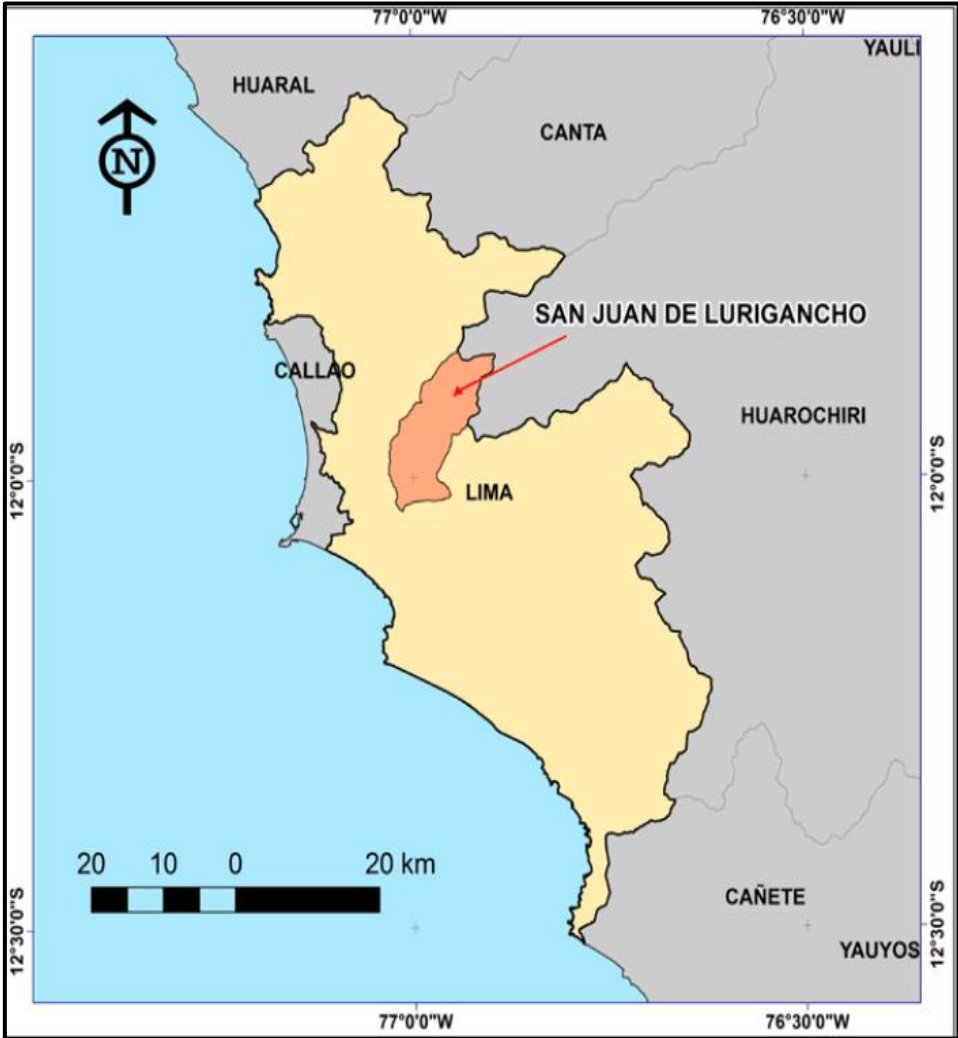 77°0'0"W 76°30'0"W
YAULI
HUARAL
CANTA
N
SAN JUAN DE LURIGANCHO
CALLAO
HUAROCHIRI
12°0'0"S 12°0'0"S
LIMA
20 10 0 20 km
CAÑETE
12°30'0"S 12°30'0"S
YAUYOS
77°0'0"W 76°30'0"W